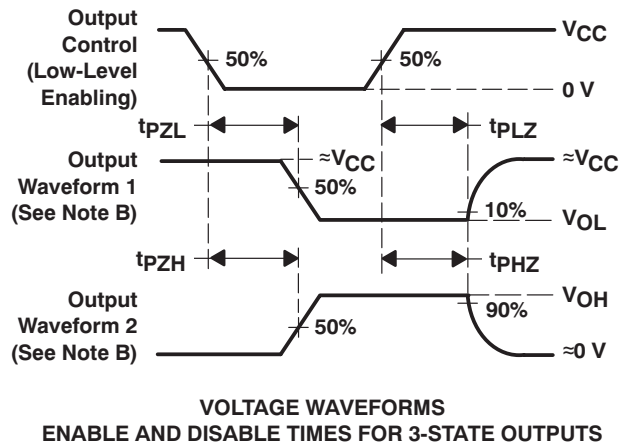 Output
Control
(Low-Level
Enabling)
50%
50%
VCC
0 V
tPZL
tPLZ
Output
Waveform 1
(See Note B)
≈VCC
50%
10%
≈VCC
VOL
tPZH
tPHZ
Output
Waveform 2
(See Note B)
50%
90%
VOH
≈0 V
VOLTAGE WAVEFORMS
ENABLE AND DISABLE TIMES FOR 3-STATE OUTPUTS